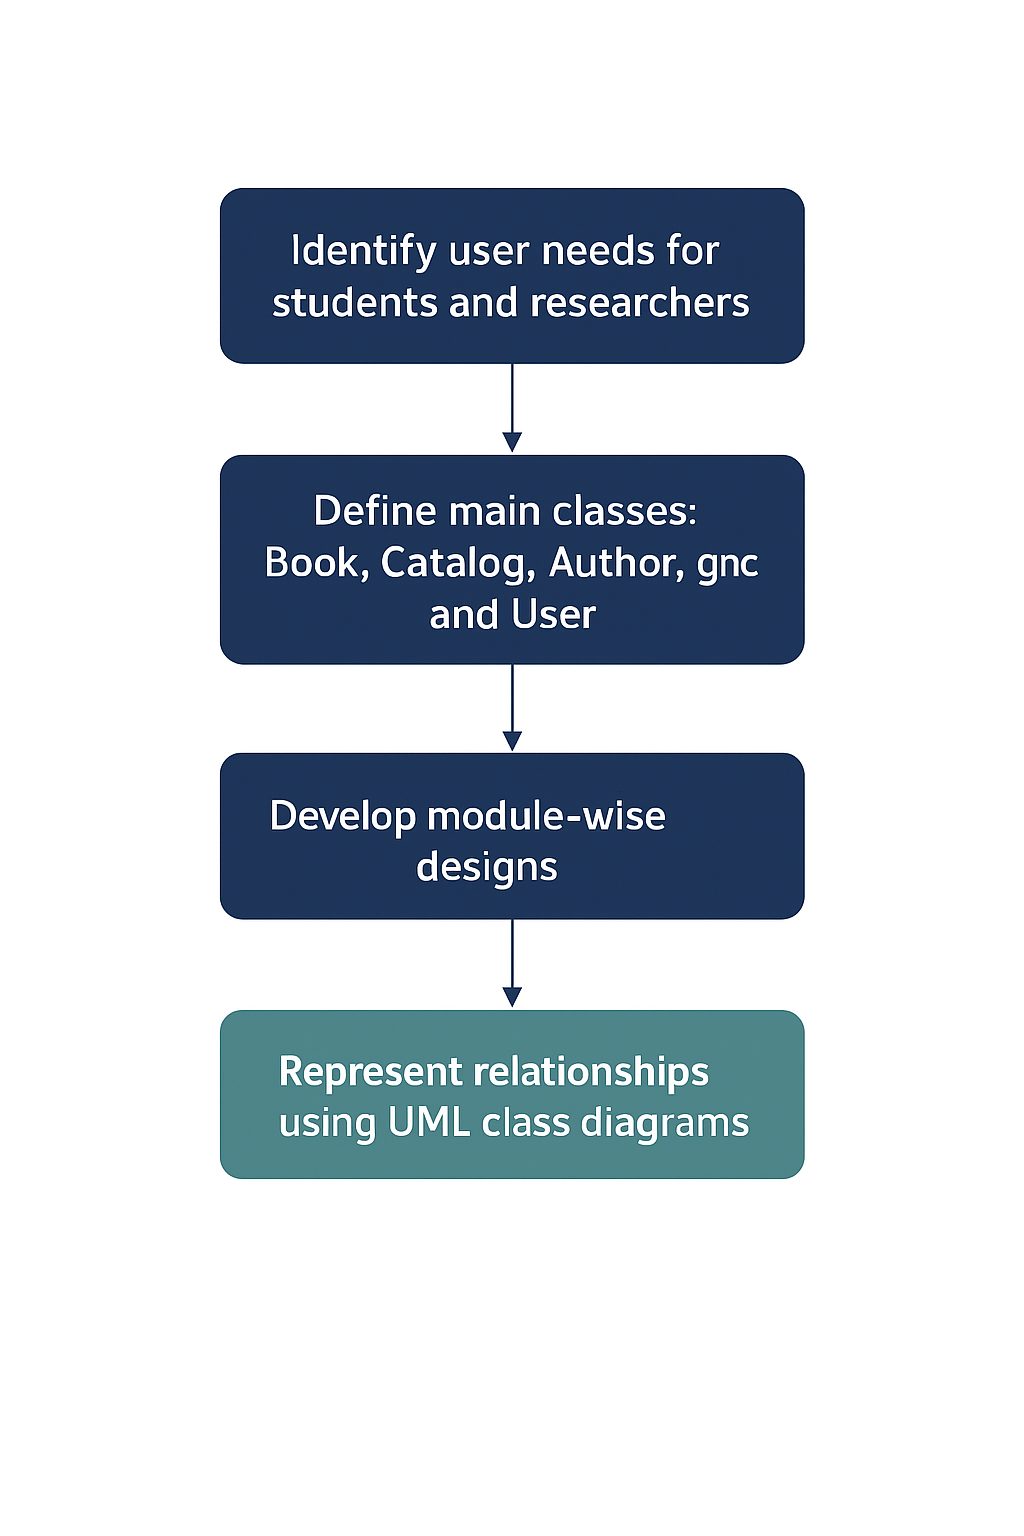 Identify user needs for
students and researchers
Define main classes:
Book, Catalog, Author, gnc
and User
Develop module-wise
designs
Represent relationships
using UML class diagrams